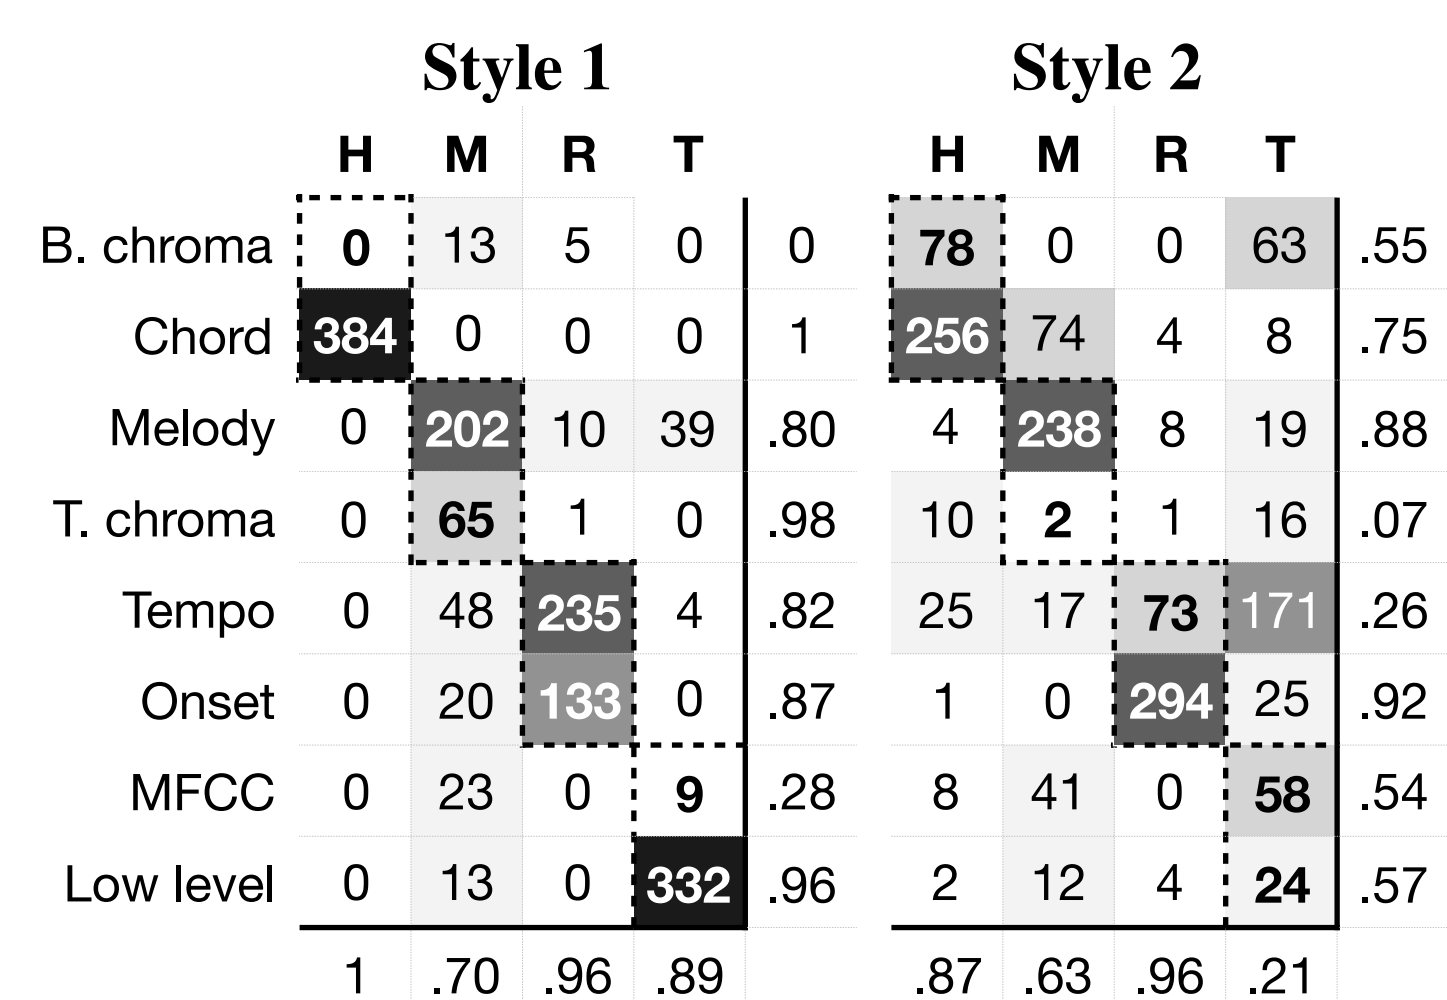 Style 1 Style 2
H M R T H M R T
B. chroma 0 13 5 0 0 78 0 0 63 .55
Chord 384 0 0 0 1 256 74 4 8 .75
Melody 0 202 10 39 .80 4 238 8 19 .88
T. chroma 0 65 1 0 .98 10 2 1 16 .07
Tempo 0 48 235 4 .82 25 17 73 171 .26
Onset 0 20 133 0 .87 1 0 294 25 .92
MFCC 0 23 0 9 .28 8 41 0 58 .54
Low level 0 13 0 332 .96 2 12 4 24 .57
1 .70 .96 .89 .87 .63 .96 .21